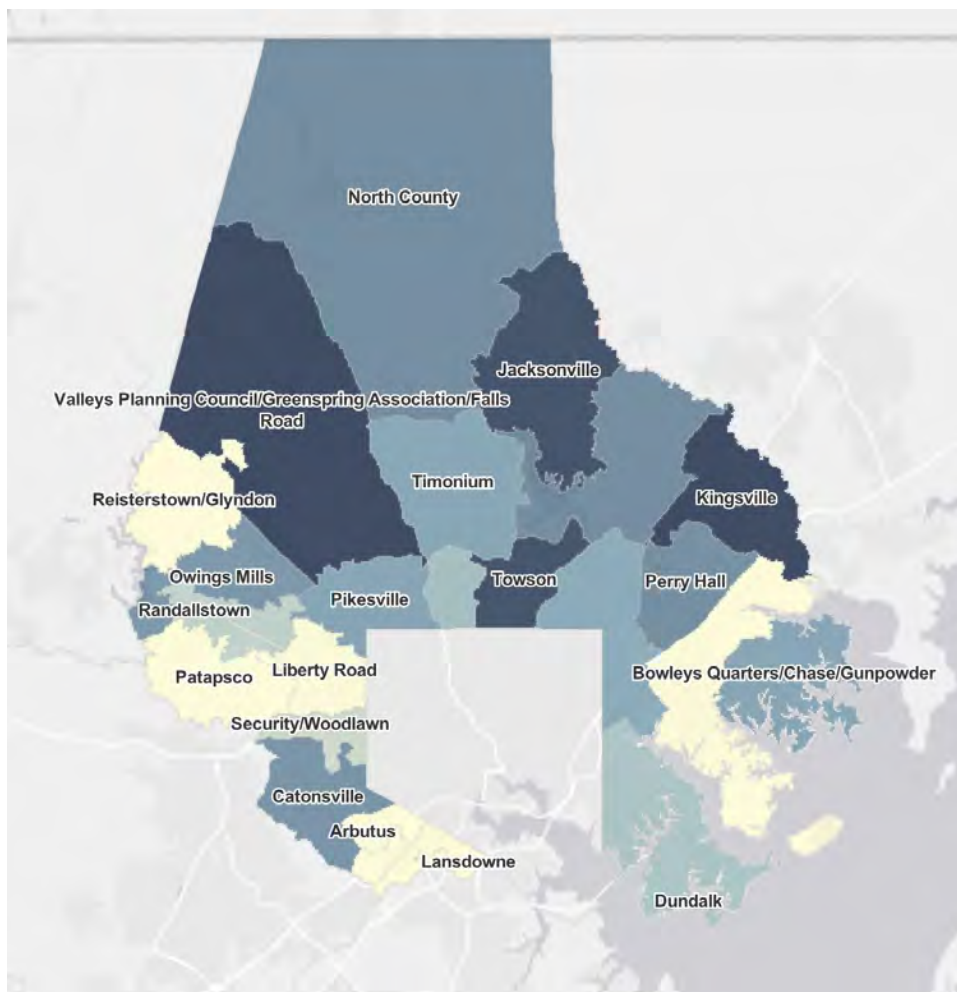 North County
Jacksonville
Valleys Planning Council/Greenspring Association/Falls
Road
Timonium
Reisterstown/Glyndon
Kingsville
Owings Mills
Towson
Perry Hall
Pikesville
Randallstown
Liberty Road
Patapsco
Bowleys Quarters/Chase/Gunpowder
Security/Woodlawn
Catonsville
Arbutus
Lansdowne
Dundalk